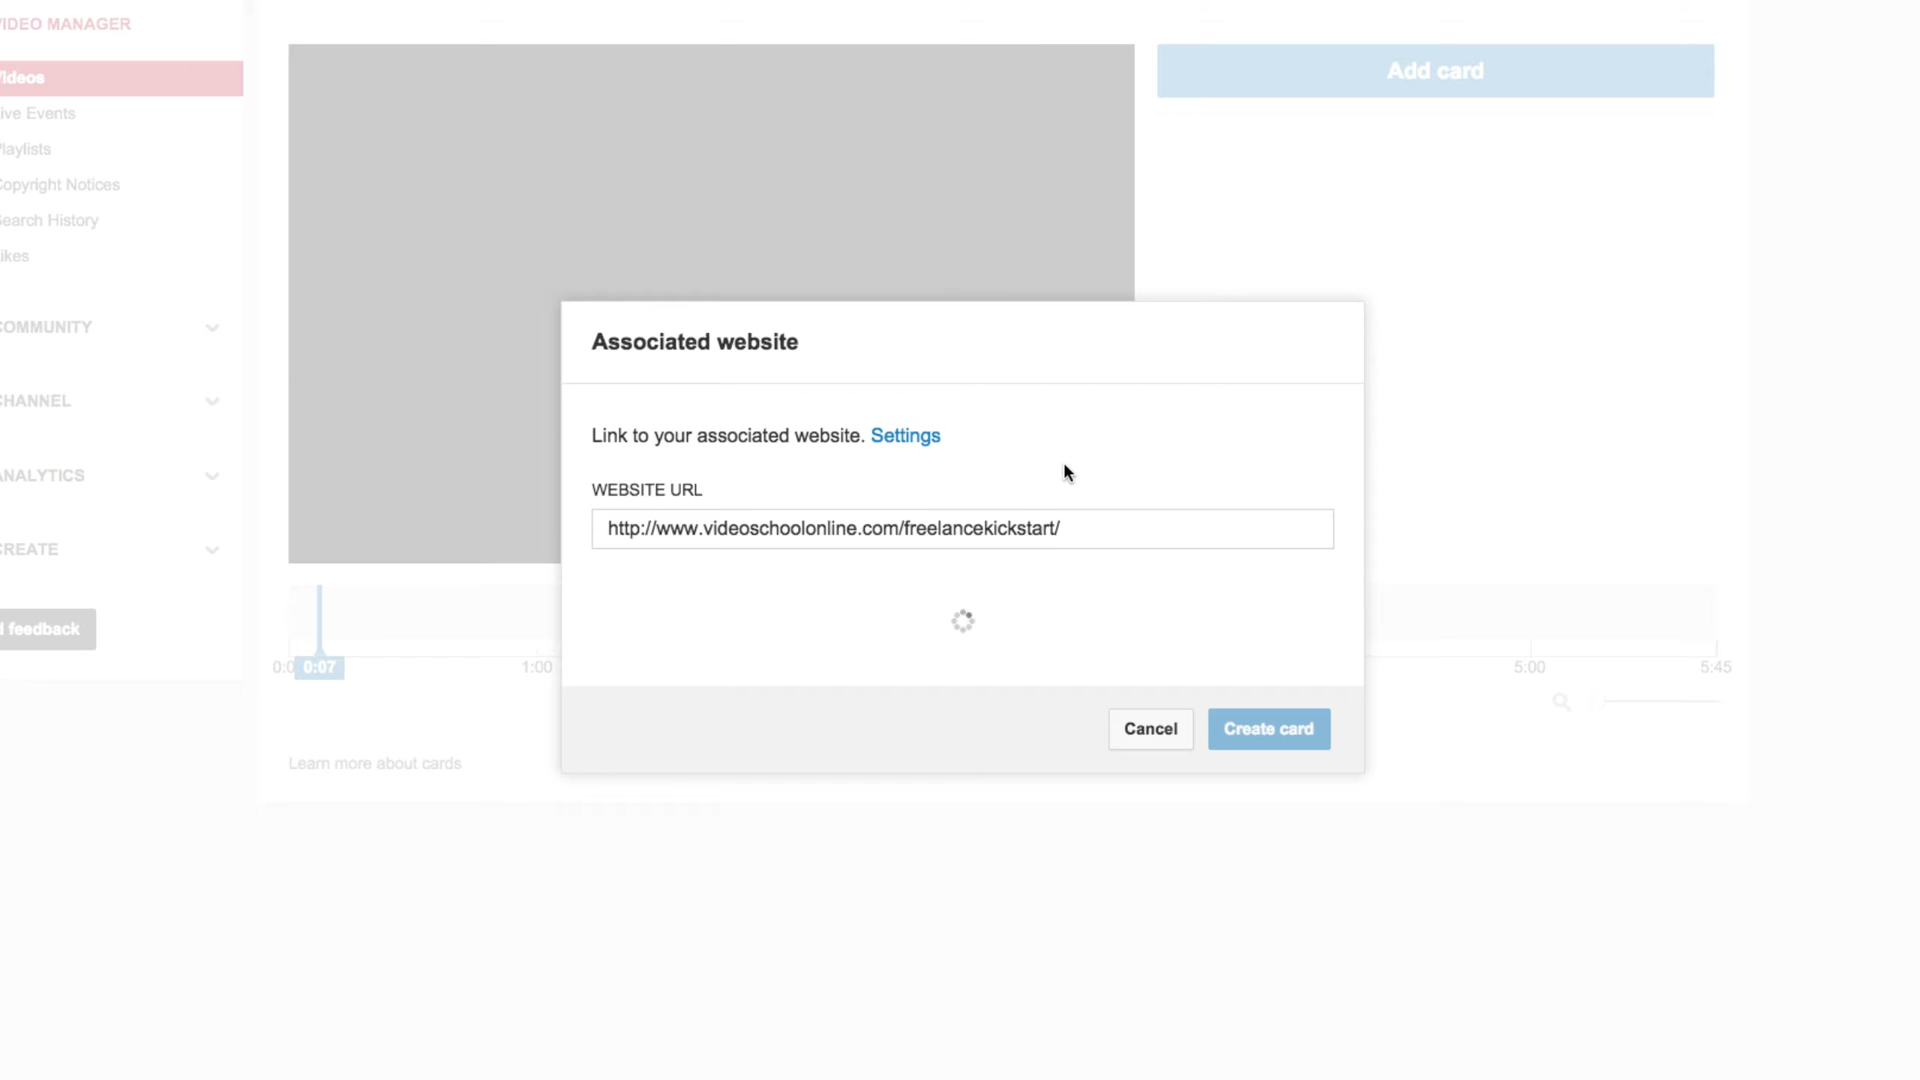 VIDEO MANAGER
Videos
ive Events
Playlists
Copyright Notices
Search History
ikes
COMMUNITY
CHANNEL
ANALYTICS
CREATE
d feedback
Add card
Associated website
Link to your associated website. Settings
WEBSITE URL
http://www.videoschoolonline.com/freelancekickstart/
0:0 0:07 1:00 5:00 5:45
Cancel Create card
Learn more about cards